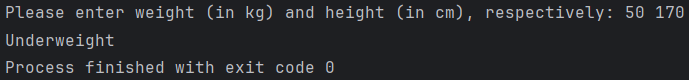 Please enter weight (in kg) and height (in cm), respectively: 50 170
Underweight
Process finished with exit code 0